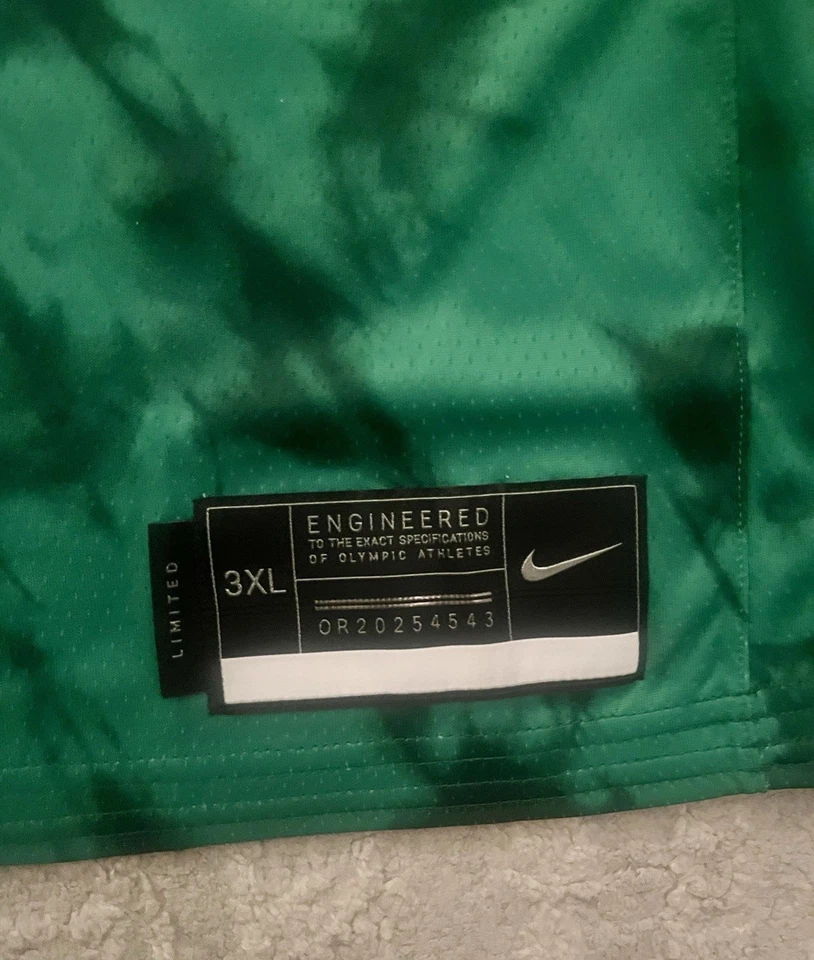 LIMITED
3XL
ENGINEERED
TO THE EXACT SPECIFICATIONS
OF OLYMPIC ATHLETES
OR20254543